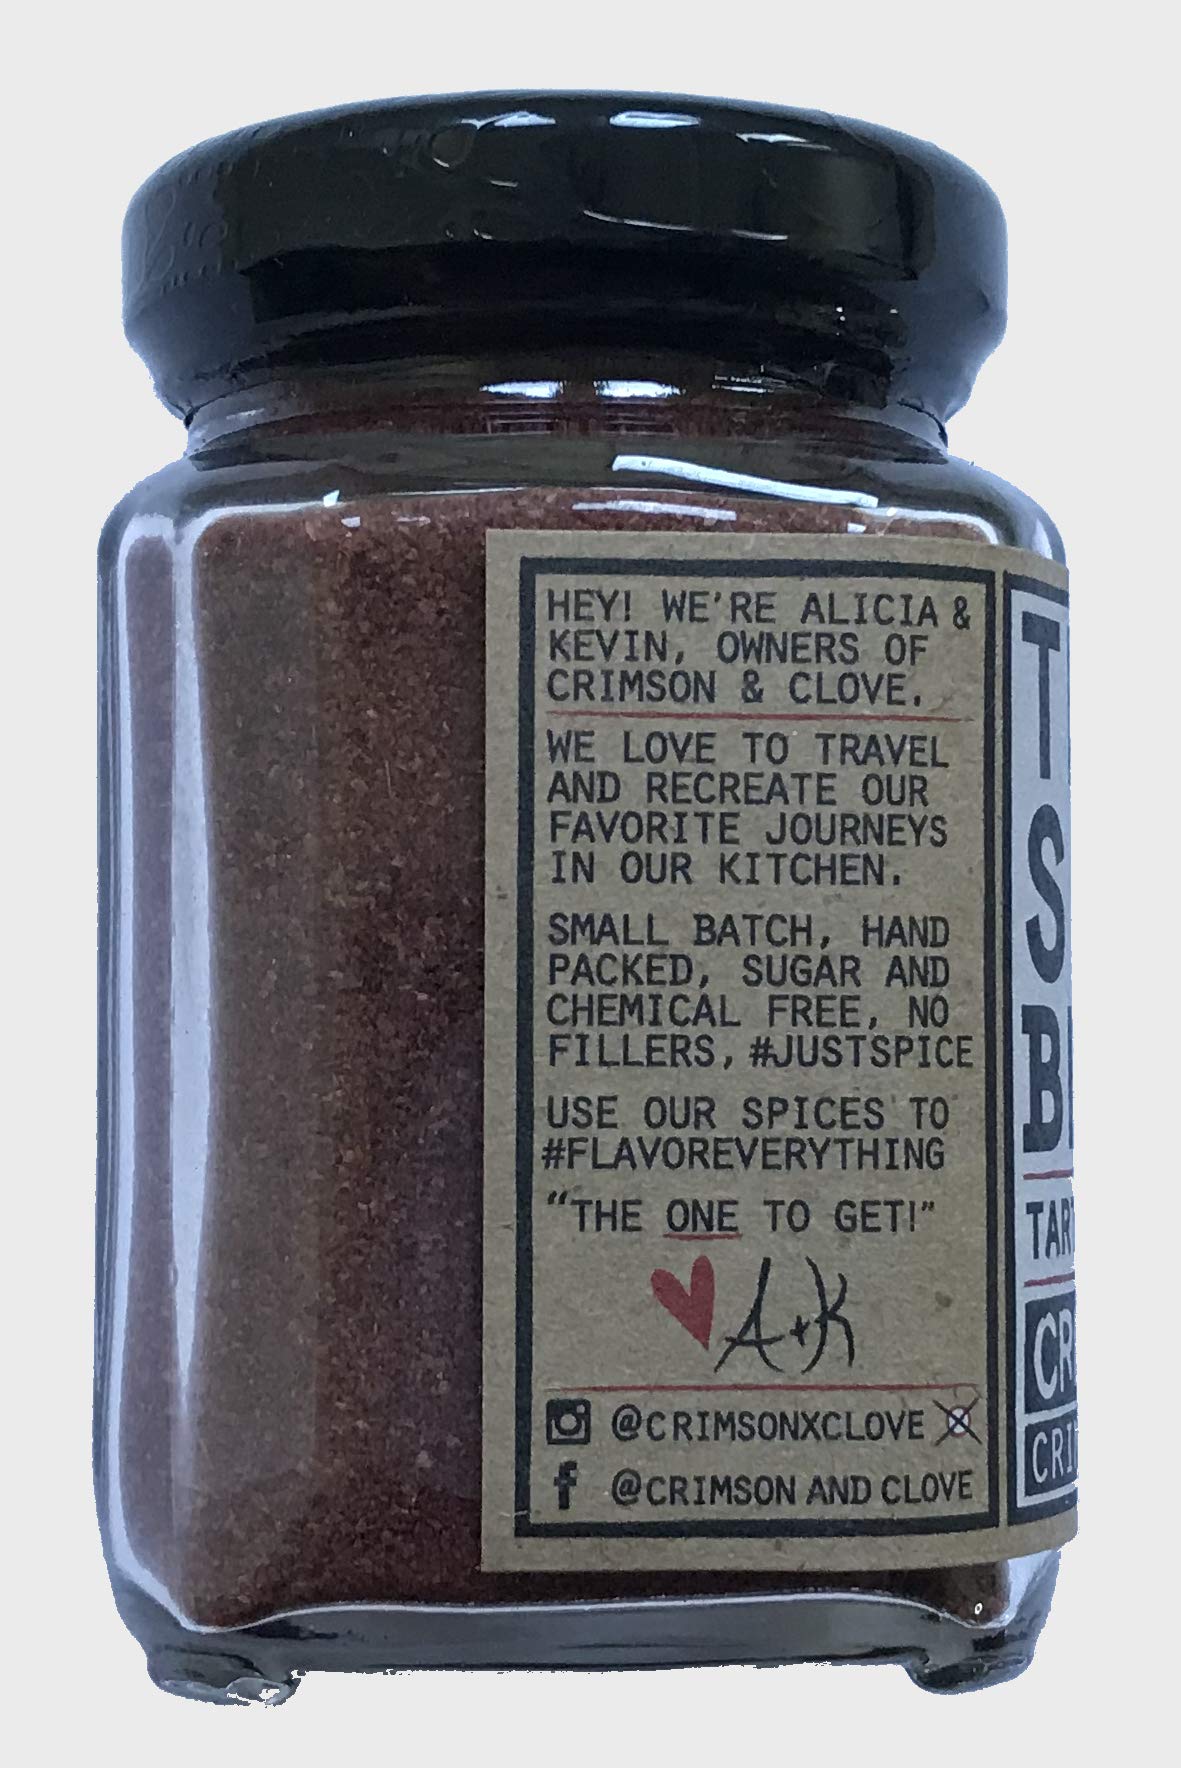 HEY! WE'RE ALICIA &
KEVIN, OWNERS OF
CRIMSON & CLOVE.
WE LOVE TO TRAVEL
AND RECREATE OUR
FAVORITE JOURNEYS
IN OUR KITCHEN.
SMALL BATCH, HAND
PACKED, SUGAR AND
CHEMICAL FREE, NO
FILLERS, #JUSTSPICE
USE OUR SPICES TO
#FLAVOREVERYTHING
"THE ONE TO GET!"
A+K
@CRIMSONXCLOVE
@CRIMSON AND CLOVE